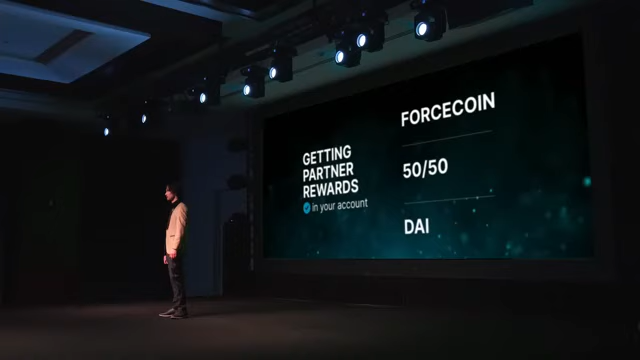 GETTING
PARTNER
REWARDS
in your account
FORCECOIN
50/50
DAI